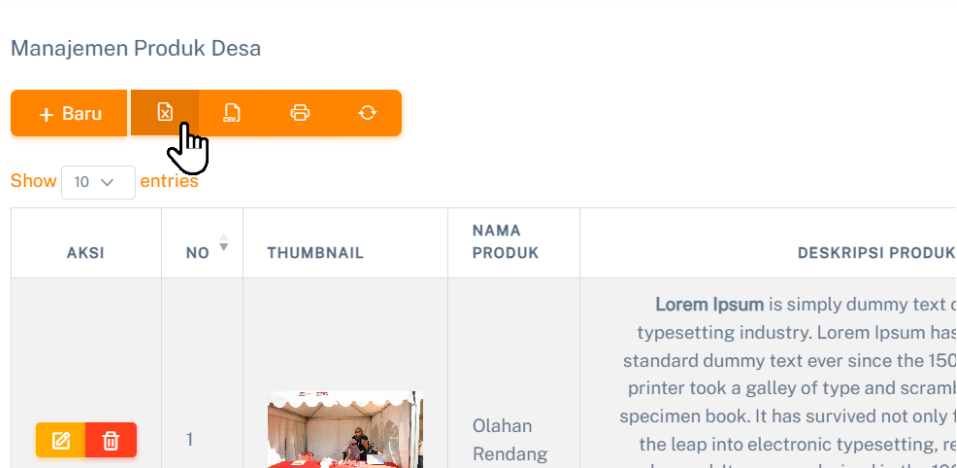 Manajemen Produk Desa
+ Baru
CSV
Show 10 entries
AKSI
NO
THUMBNAIL
NAMA
PRODUK
DESKRIPSI PRODUK
1
Olahan
Rendang
Lorem Ipsum is simply dummy text
typesetting industry. Lorem Ipsum has
standard dummy text ever since the 150
printer took a galley of type and
specimen book. It has survived not only
the leap into electronic typesetting,